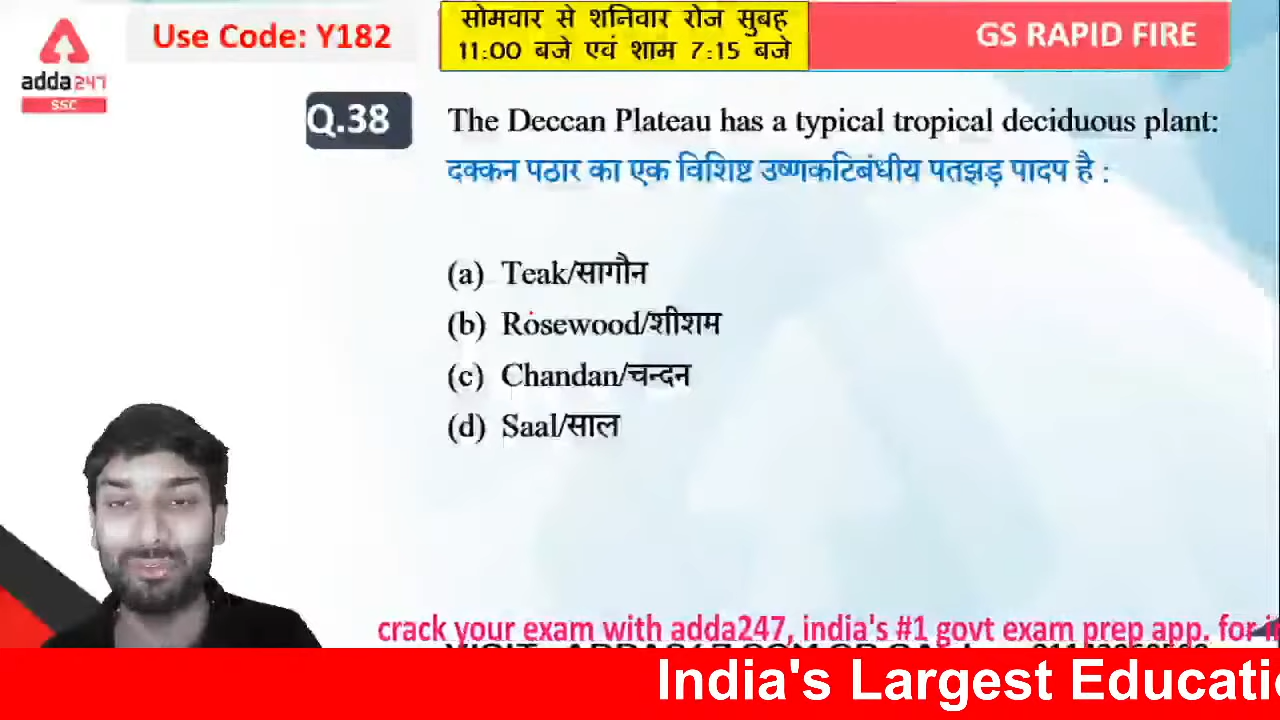 Use Code: Y182
सोमवार से शनिवार रोज सुबह
11:00 बजे एवं शाम 7:15 बजे
GS RAPID FIRE
adda247
SSC
Q.38
The Deccan Plateau has a typical tropical deciduous plant:
दक्कन पठार का एक विशिष्ट उष्णकटिबंधीय पतझड़ पादप है :
(a) Teak/सागौन
(b) Rosewood/शीशम
(c) Chandan/चन्दन
(d) Saal/साल
crack your exam with adda247, india's #1 govt exam prep app. for
India's Largest Educati